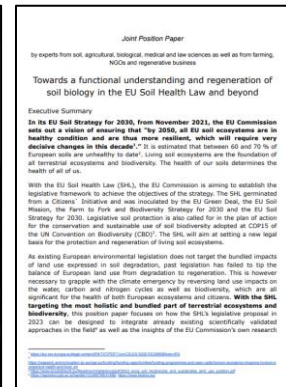 Joint Position Paper
by experts from soil, agricultural, biological, medical and law sciences as well as from farming,
NGOs and regenerative business
Towards a functional understanding and regeneration of
soil biology in the EU Soil Health Law and beyond
Executive Summary
In its EU Soil Strategy for 2030, from November 2021, the EU Commission
sets out a vision of ensuring that "by 2050, all EU soil ecosystems are in
healthy condition and are thus more resilient, which will require very
decisive changes in this decade¹." It is estimated that between 60 and 70 % of
European soils are unhealthy to date². Living soil ecosystems are the foundation of
all terrestrial ecosystems and biodiversity. The health of our soils determines the
health of all of us.
With the EU Soil Health Law (SHL), the EU Commission is aiming to establish the
legislative framework to achieve the objectives of the strategy. The SHL germinated
from a Citizens` Initiative and was inoculated by the EU Green Deal, the EU Soil
Mission, the Farm to Fork and Biodiversity Strategy for 2030 and the EU Soil
Strategy for 2030. Legislative soil protection is also called for in the plan of action
for the conservation and sustainable use of soil biodiversity adopted at COP15 of
the UN Convention on Biodiversity (CBD)³. The SHL will aim at setting a new legal
basis for the protection and regeneration of living soil ecosystems.
As existing European environmental legislation does not target the bundled impacts
of land use expressed in soil degradation, past legislation has failed to tip the
balance of European land use from degradation to regeneration. This is however
necessary to grapple with the climate emergency by reversing land use impacts on
the water, carbon and nitrogen cycles as well as biodiversity, which are all
significant for the health of both European ecosystems and citizens. With the SHL
targeting the most holistic and bundled part of terrestrial ecosystems and
biodiversity, this position paper focuses on how the SHL's legislative proposal in
2023 can be designed to integrate already existing scientifically validated
approaches in the field⁴ as well as the insights of the EU Commission's own research